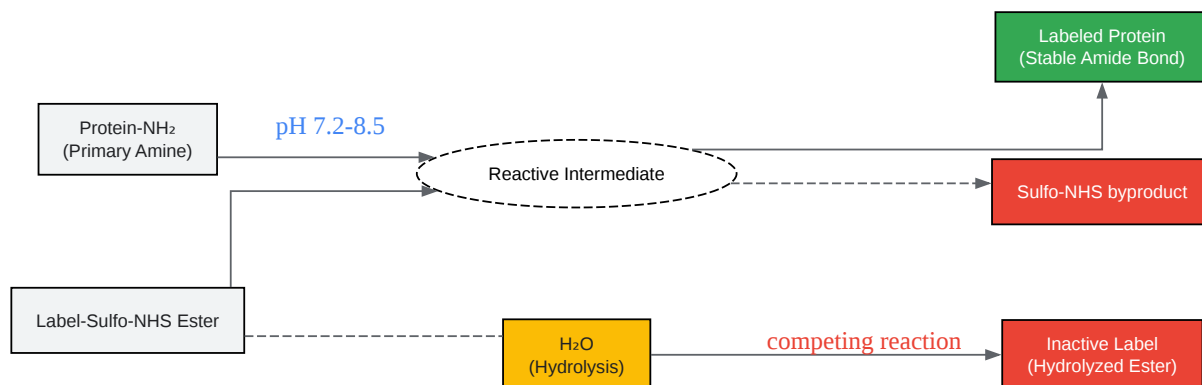 Labeled Protein
(Stable Amide Bond)
Protein-NH₂
(Primary Amine)
pH 7.2-8.5
Reactive Intermediate
Sulfo-NHS byproduct
Label-Sulfo-NHS Ester
H₂O
(Hydrolysis)
competing reaction
Inactive Label
(Hydrolyzed Ester)